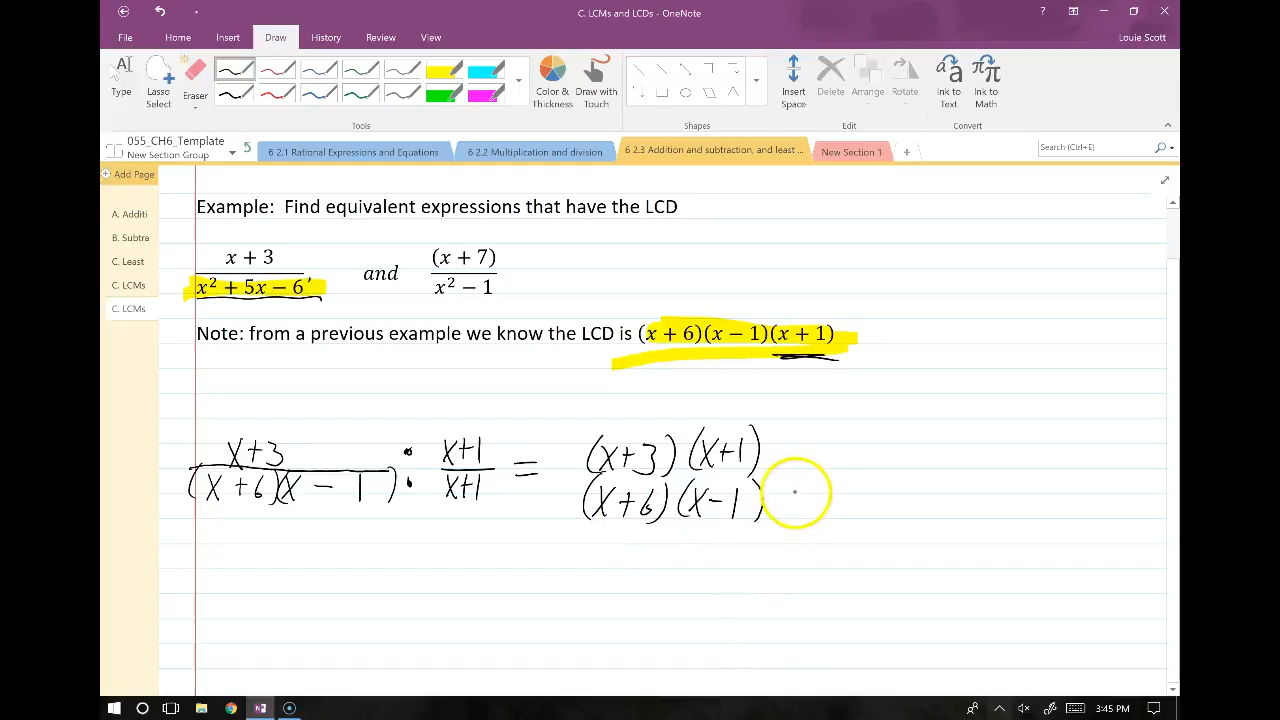 C. LCMs and LCDs - OneNote
?
File Home Insert Draw History Review View Louie Scott
Type Lasso Select Eraser Color & Thickness Draw with Touch Insert Space Delete Arrange Rotate Ink to Text Ink to Math
Tools Shapes Edit Convert
055_CH6_Template
New Section Group
6 2.1 Rational Expressions and Equations 6 2.2 Multiplication and division 6 2.3 Addition and subtraction, and least ... New Section 1 + Search (Ctrl+E)
Add Page
A. Additi
B. Subtra
C. Least
C. LCMs
C. LCMs
Example: Find equivalent expressions that have the LCD
x + 3 (x + 7)
, and
x² + 5x − 6 x² − 1
Note: from a previous example we know the LCD is (x + 6)(x − 1)(x + 1)
x+3 · x+1 = (x+3)(x+1)
(x+6)(x − 1) · x+1 (x+6)(x-1)
3:45 PM